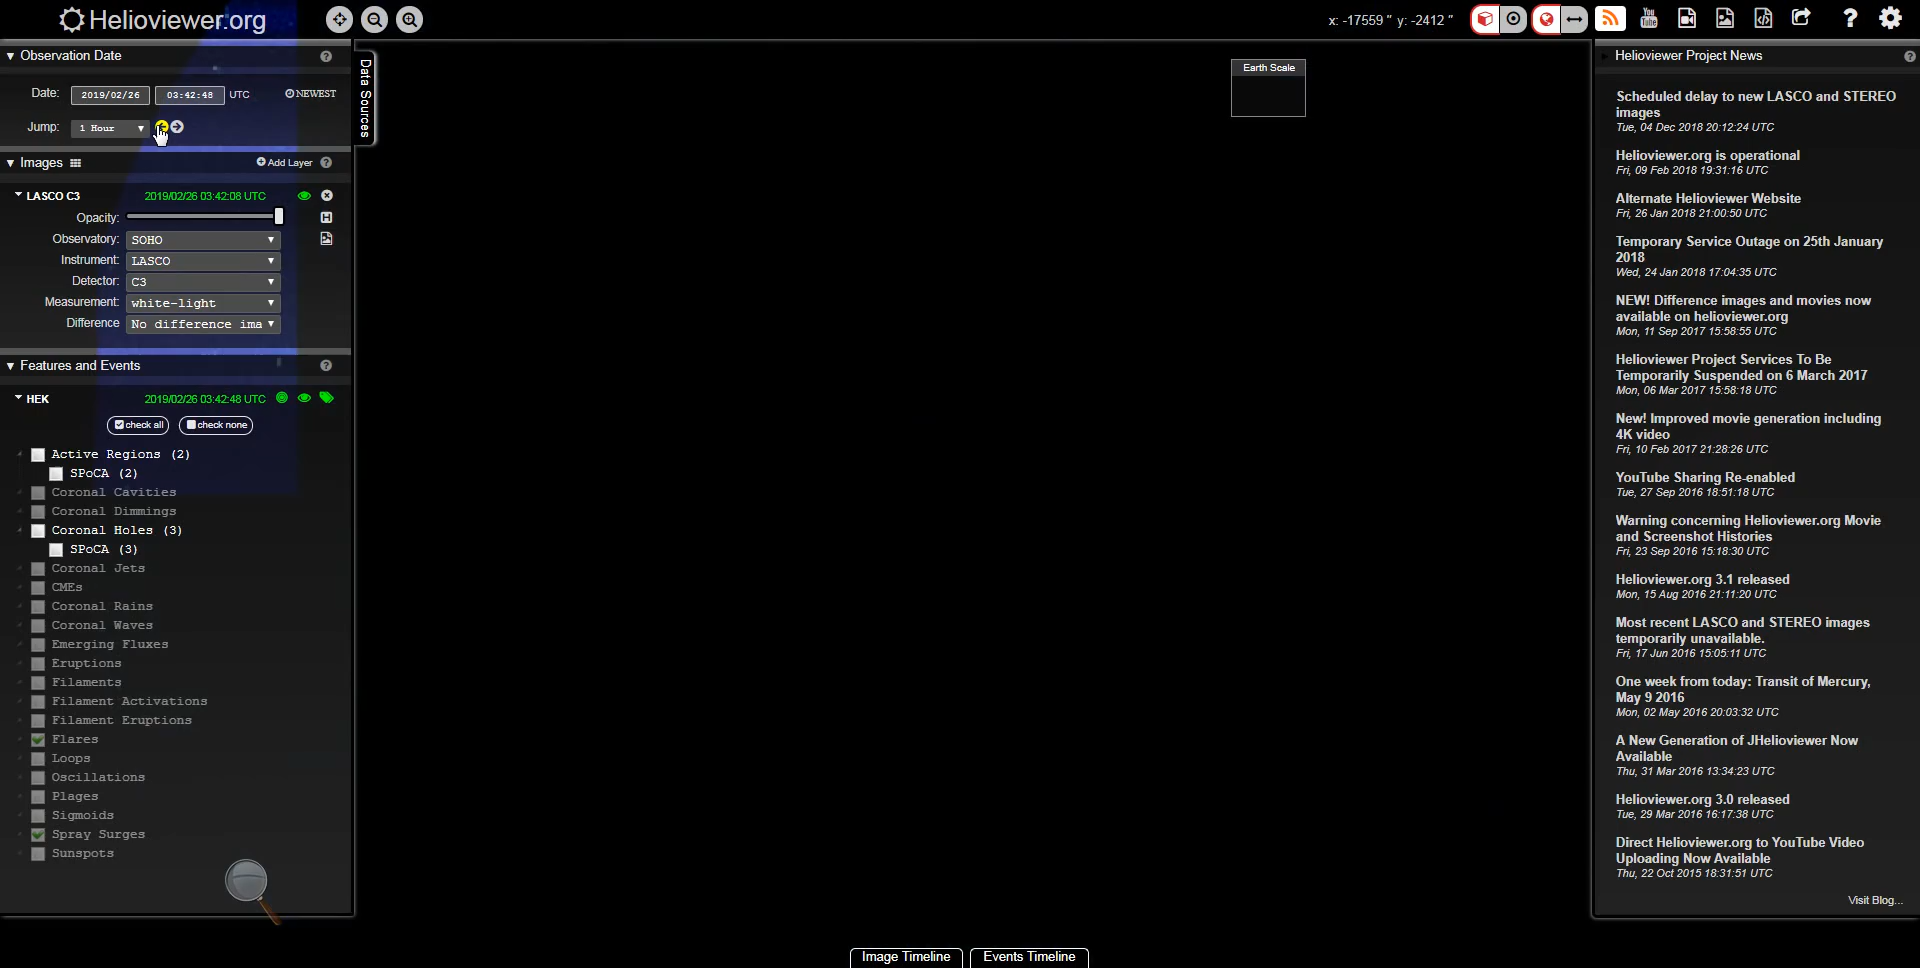 Helioviewer.org
x: -17559 " y: -2412 "
You
Tube
?
Observation Date
Date: 2019/02/26 03:42:48 UTC NEWEST
Jump: 1 Hour
Images
Add Layer
LASCO C3 2019/02/26 03:42:08 UTC
Opacity:
Observatory: SOHO
Instrument: LASCO
Detector: C3
Measurement: white-light
Difference No difference ima
Features and Events
HEK 2019/02/26 03:42:48 UTC
check all check none
Active Regions (2)
SPoCA (2)
Coronal Cavities
Coronal Dimmings
Coronal Holes (3)
SPoCA (3)
Coronal Jets
CMEs
Coronal Rains
Coronal Waves
Emerging Fluxes
Eruptions
Filaments
Filament Activations
Filament Eruptions
Flares
Loops
Oscillations
Plages
Sigmoids
Spray Surges
Sunspots
Data Sources
Earth Scale
Image Timeline
Events Timeline
Helioviewer Project News
Scheduled delay to new LASCO and STEREO
images
Tue, 04 Dec 2018 20:12:24 UTC
Helioviewer.org is operational
Fri, 09 Feb 2018 19:31:16 UTC
Alternate Helioviewer Website
Fri, 26 Jan 2018 21:00:50 UTC
Temporary Service Outage on 25th January
2018
Wed, 24 Jan 2018 17:04:35 UTC
NEW! Difference images and movies now
available on helioviewer.org
Mon, 11 Sep 2017 15:58:55 UTC
Helioviewer Project Services To Be
Temporarily Suspended on 6 March 2017
Mon, 06 Mar 2017 15:58:18 UTC
New! Improved movie generation including
4K video
Fri, 10 Feb 2017 21:28:26 UTC
YouTube Sharing Re-enabled
Tue, 27 Sep 2016 18:51:18 UTC
Warning concerning Helioviewer.org Movie
and Screenshot Histories
Fri, 23 Sep 2016 15:18:30 UTC
Helioviewer.org 3.1 released
Mon, 15 Aug 2016 21:11:20 UTC
Most recent LASCO and STEREO images
temporarily unavailable.
Fri, 17 Jun 2016 15:05:11 UTC
One week from today: Transit of Mercury,
May 9 2016
Mon, 02 May 2016 20:03:32 UTC
A New Generation of JHelioviewer Now
Available
Thu, 31 Mar 2016 13:34:23 UTC
Helioviewer.org 3.0 released
Tue, 29 Mar 2016 16:17:38 UTC
Direct Helioviewer.org to YouTube Video
Uploading Now Available
Thu, 22 Oct 2015 18:31:51 UTC
Visit Blog...